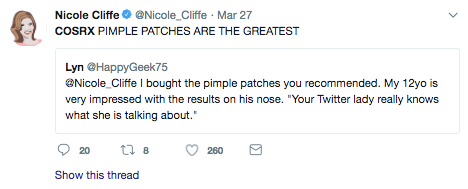 Nicole Cliffe @Nicole_Cliffe · Mar 27
COSRX PIMPLE PATCHES ARE THE GREATEST
Lyn @HappyGeek75
@Nicole_Cliffe I bought the pimple patches you recommended. My 12yo is
very impressed with the results on his nose. "Your Twitter lady really knows
what she is talking about."
20 8 260
Show this thread